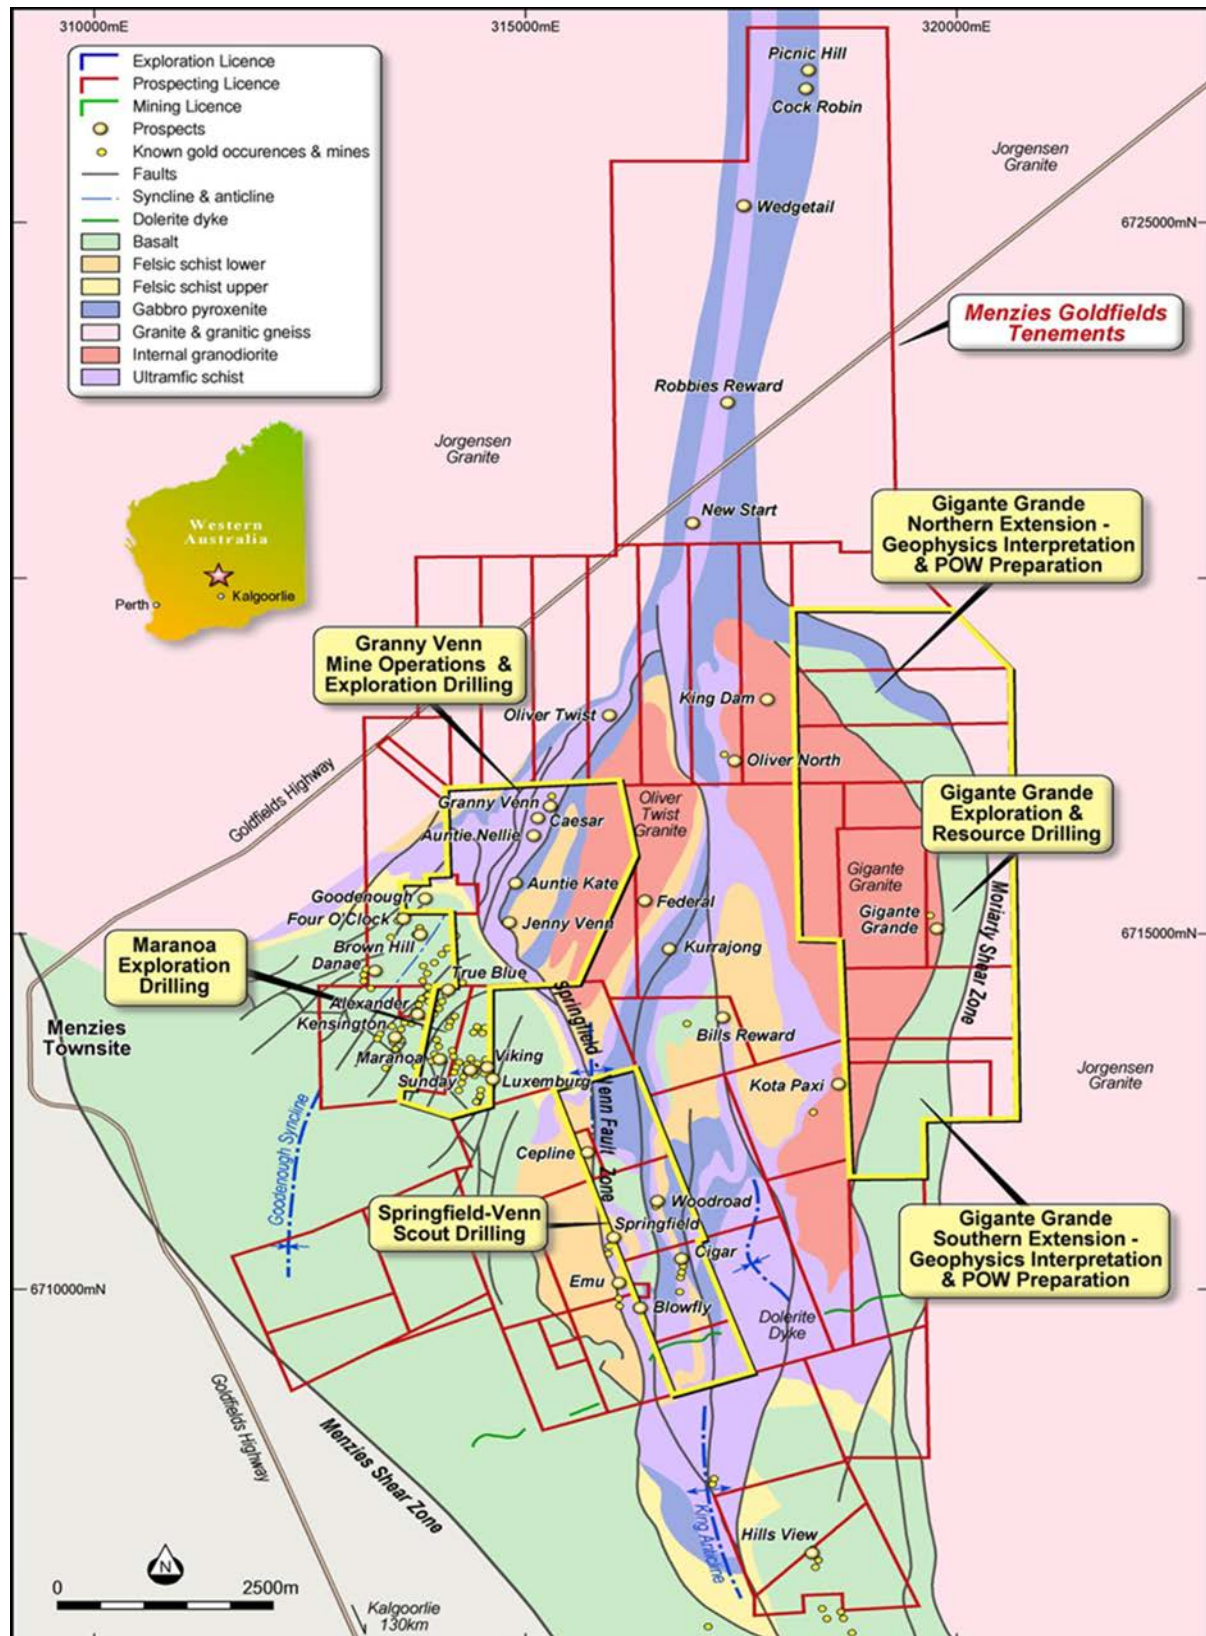 310000mE
315000mE
320000mE
Exploration Licence
Prospecting Licence
Mining Licence
Prospects
Known gold occurences & mines
Faults
Syncline & anticline
Dolerite dyke
Basalt
Felsic schist lower
Felsic schist upper
Gabbro pyroxenite
Granite & granitic gneiss
Internal granodiorite
Ultramfic schist
Picnic Hill
Cock Robin
Jorgensen
Granite
Wedgetail
6725000mN
Menzies Goldfields
Tenements
Robbies Reward
Jorgensen
Granite
Western
Australia
Perth
Kalgoorlie
New Start
Gigante Grande
Northern Extension -
Geophysics Interpretation
& POW Preparation
Granny Venn
Mine Operations &
Exploration Drilling
King Dam
Oliver Twist
Oliver North
Goldfields Highway
Granny Venn
Caesar
Auntie Nellie
Oliver
Twist
Granite
Gigante Grande
Exploration &
Resource Drilling
Gigante
Granite
Auntie Kate
Goodenough
Federal
Four O'Clock
Jenny Venn
Gigante
Grande
Moriarty Shear Zone
Brown Hill
Kurrajong
6715000mN
Maranoa
Exploration
Drilling
Danae
True Blue
Alexander
Kensington
Springfield - Venn Fault Zone
Bills Reward
Menzies
Townsite
Maranoa
Viking
Sunday
Luxemburg
Kota Paxi
Jorgensen
Granite
Goodenough Syncline
Cepline
Springfield-Venn
Scout Drilling
Woodroad
Springfield
Cigar
Gigante Grande
Southern Extension -
Geophysics Interpretation
& POW Preparation
6710000mN
Emu
Blowfly
Dolerite
Dyke
Goldfields Highway
Menzies Shear Zone
King Anticline
Hills View
N
0
2500m
Kalgoorlie
130km